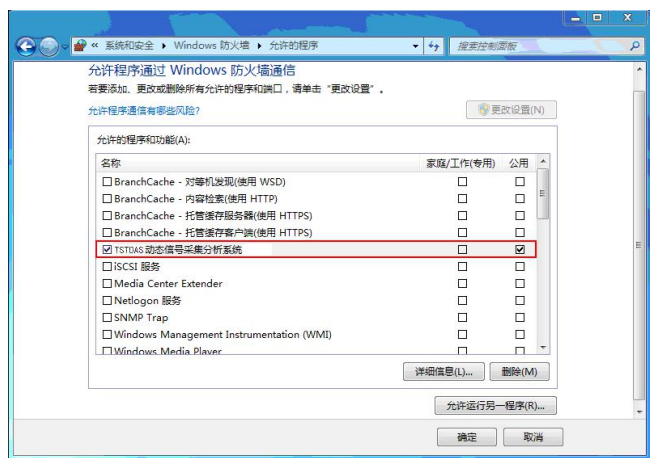 « 系统和安全 ▸ Windows 防火墙 ▸ 允许的程序
搜索控制面板
允许程序通过 Windows 防火墙通信
若要添加、更改或删除所有允许的程序和端口，请单击“更改设置”。
允许程序通信有哪些风险?
更改设置(N)
允许的程序和功能(A):
名称 家庭/工作(专用) 公用
BranchCache - 对等机发现(使用 WSD)
BranchCache - 内容检索(使用 HTTP)
BranchCache - 托管缓存服务器(使用 HTTPS)
BranchCache - 托管缓存客户端(使用 HTTPS)
TSTDAS 动态信号采集分析系统
iSCSI 服务
Media Center Extender
Netlogon 服务
SNMP Trap
Windows Management Instrumentation (WMI)
Windows Media Player
详细信息(L)... 删除(M)
允许运行另一程序(R)...
确定 取消